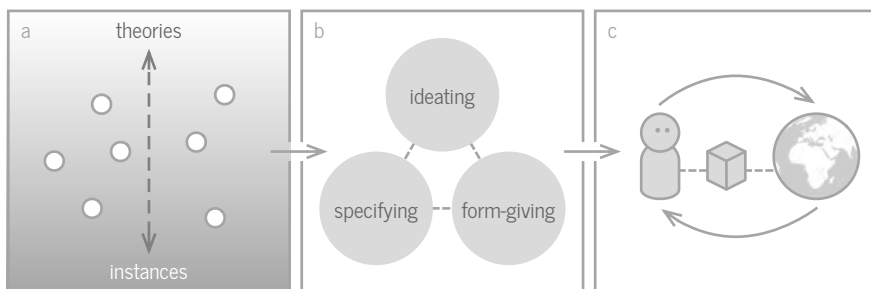 a
theories
instances
b
ideating
specifying
form-giving
c